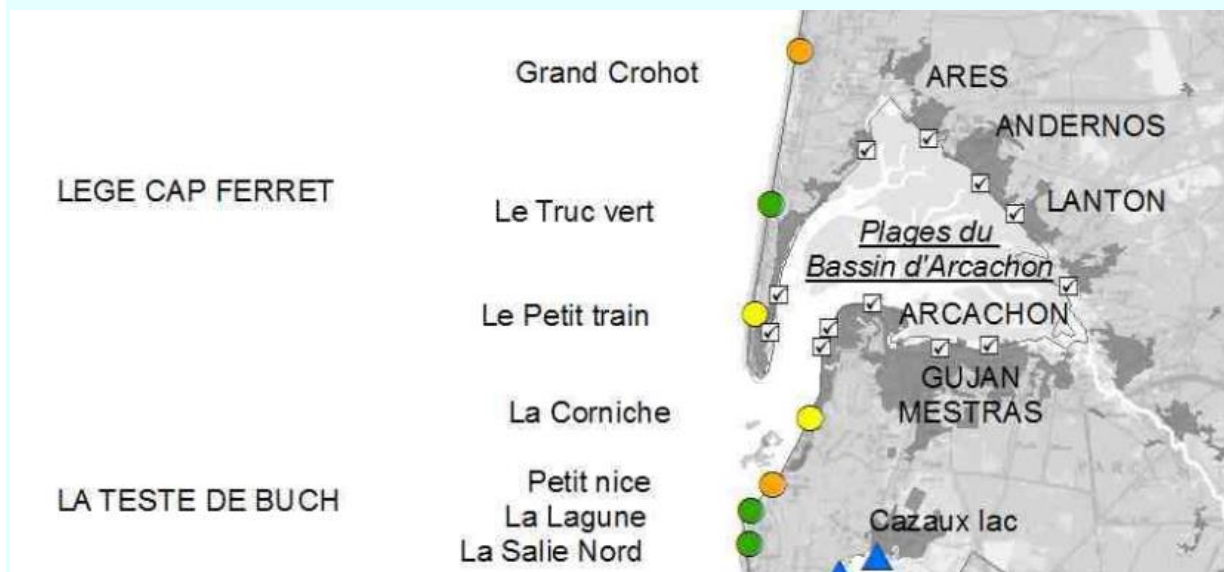 Grand Crohot
ARES
ANDERNOS
LEGE CAP FERRET
Le Truc vert
LANTON
Plages du
Bassin d'Arcachon
Le Petit train
ARCACHON
GUJAN
MESTRAS
La Corniche
Petit nice
LA TESTE DE BUCH
La Lagune
Cazaux lac
La Salie Nord